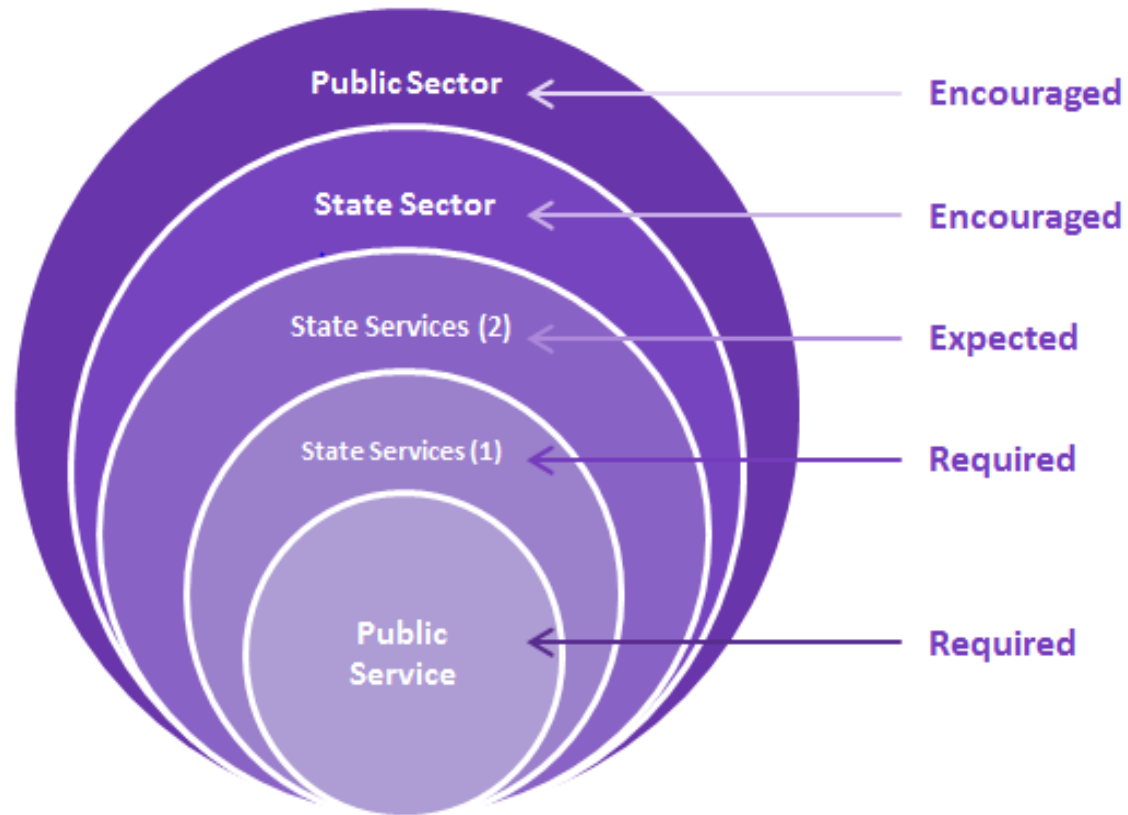 Public Sector
Encouraged
State Sector
Encouraged
State Services (2)
Expected
State Services (1)
Required
Public
Service
Required